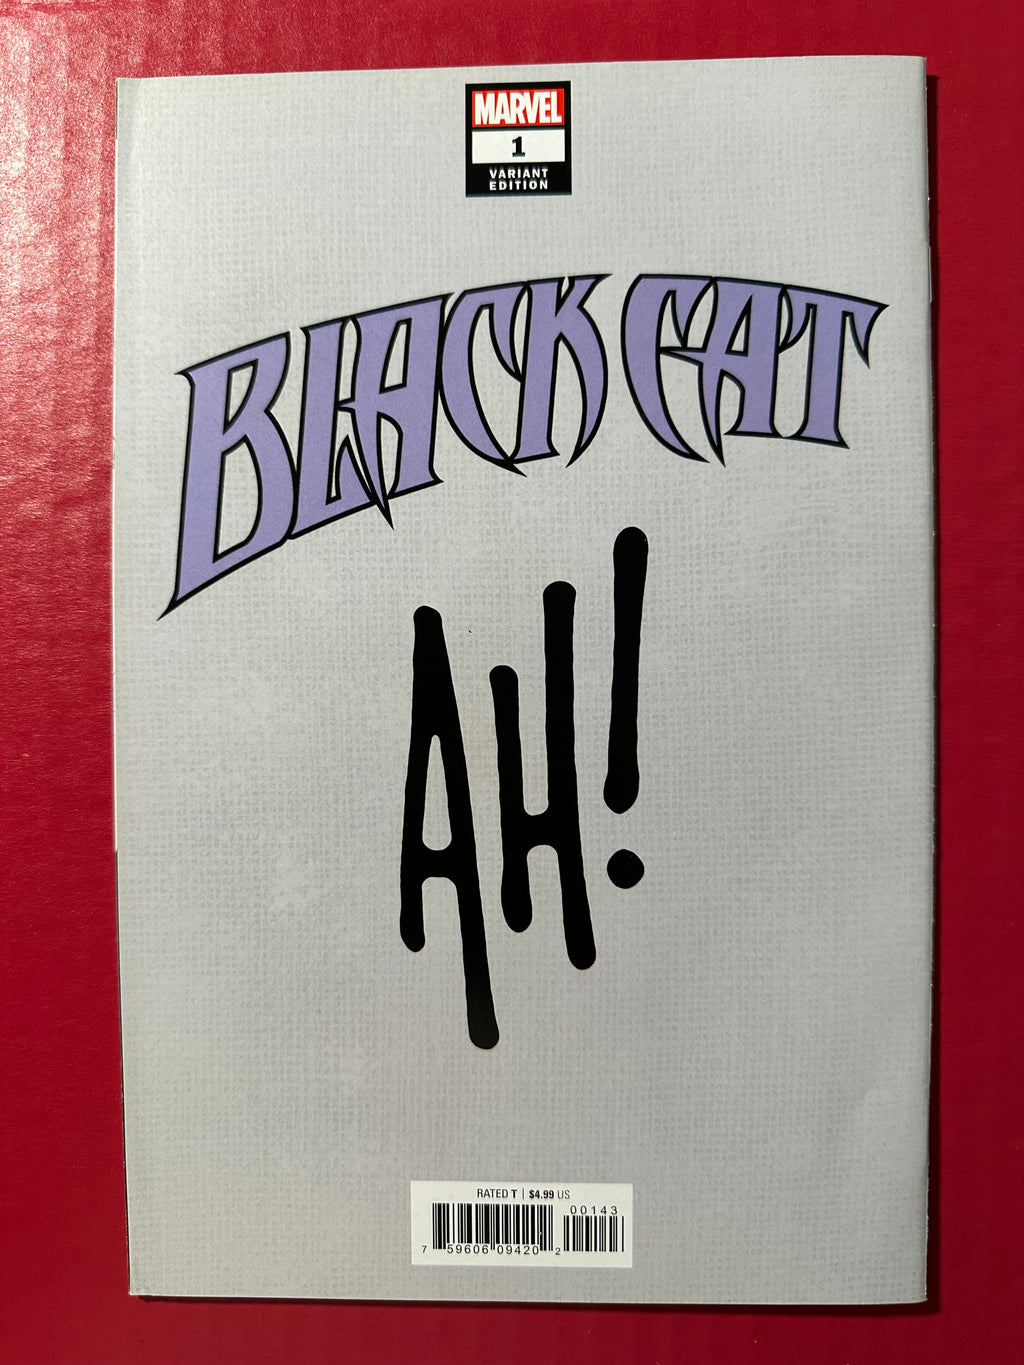 MARVEL
1
VARIANT
EDITION
BLACK CAT
AH!
RATED T | $4.99 US
00143
7 59606 09420 2